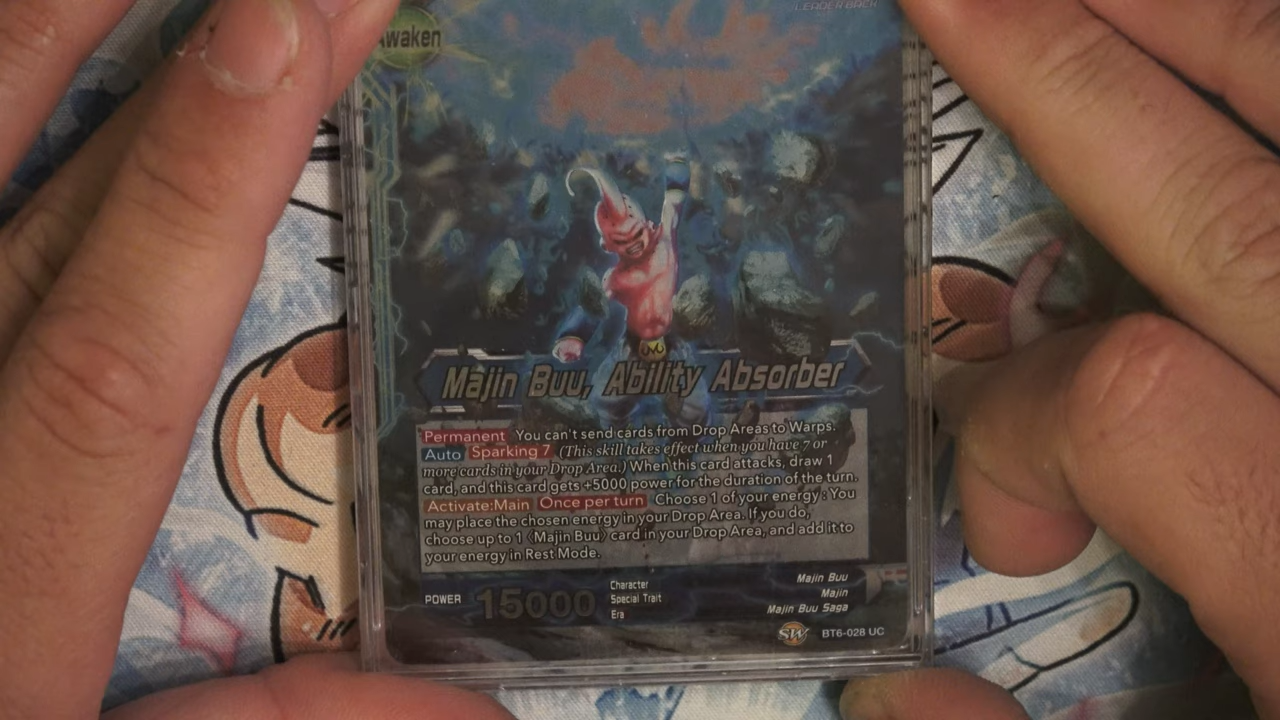 LEADER BACK
Awaken
Majin Buu, Ability Absorber
Permanent You can't send cards from Drop Areas to Warps.
Auto Sparking 7 (This skill takes effect when you have 7 or
more cards in your Drop Area.) When this card attacks, draw 1
card, and this card gets +5000 power for the duration of the turn.
Activate:Main Once per turn Choose 1 of your energy : You
may place the chosen energy in your Drop Area. If you do,
choose up to 1 《Majin Buu》 card in your Drop Area, and add it to
your energy in Rest Mode.
POWER 15000
Character Majin Buu
Special Trait Majin
Era Majin Buu Saga
SW BT6-028 UC